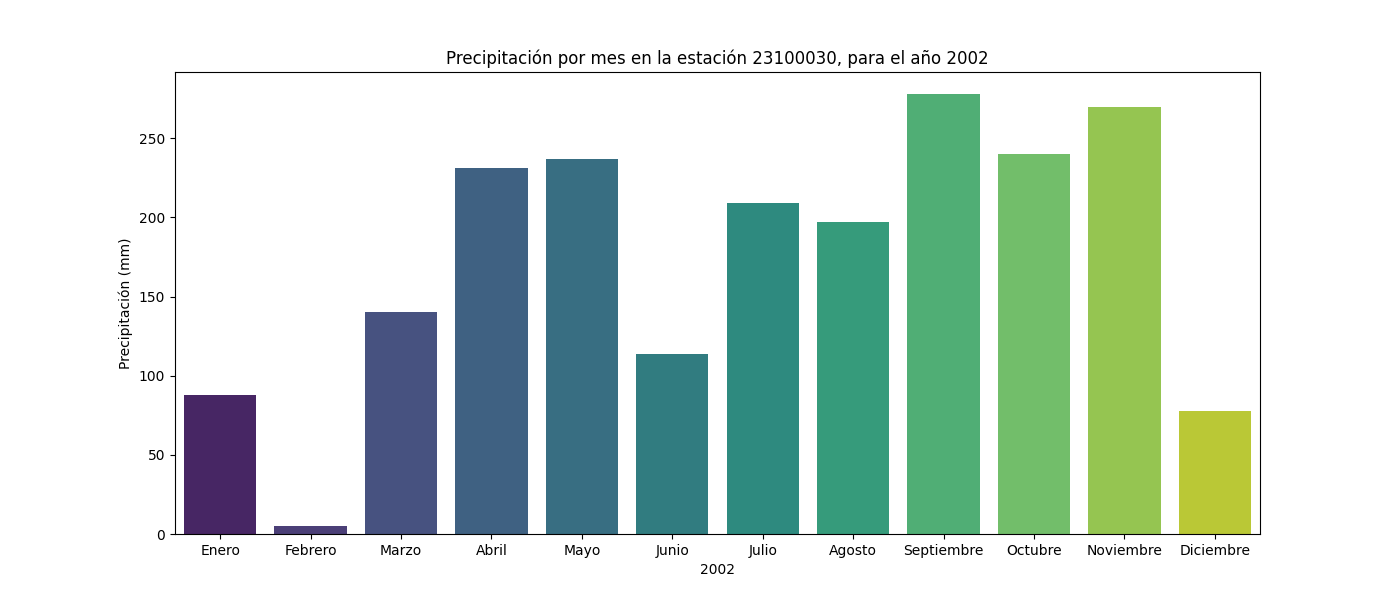 Precipitación por mes en la estación 23100030, para el año 2002
Precipitación (mm)
250
200
150
100
50
0
Enero Febrero Marzo Abril Mayo Junio Julio Agosto Septiembre Octubre Noviembre Diciembre
2002